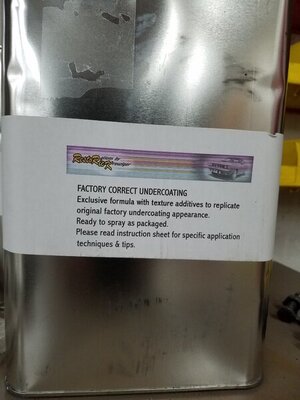 FACTORY CORRECT UNDERCOATING
Exclusive formula with texture additives to replicate
original factory undercoating appearance.
Ready to spray as packaged.
Please read instruction sheet for specific application
techniques & tips.